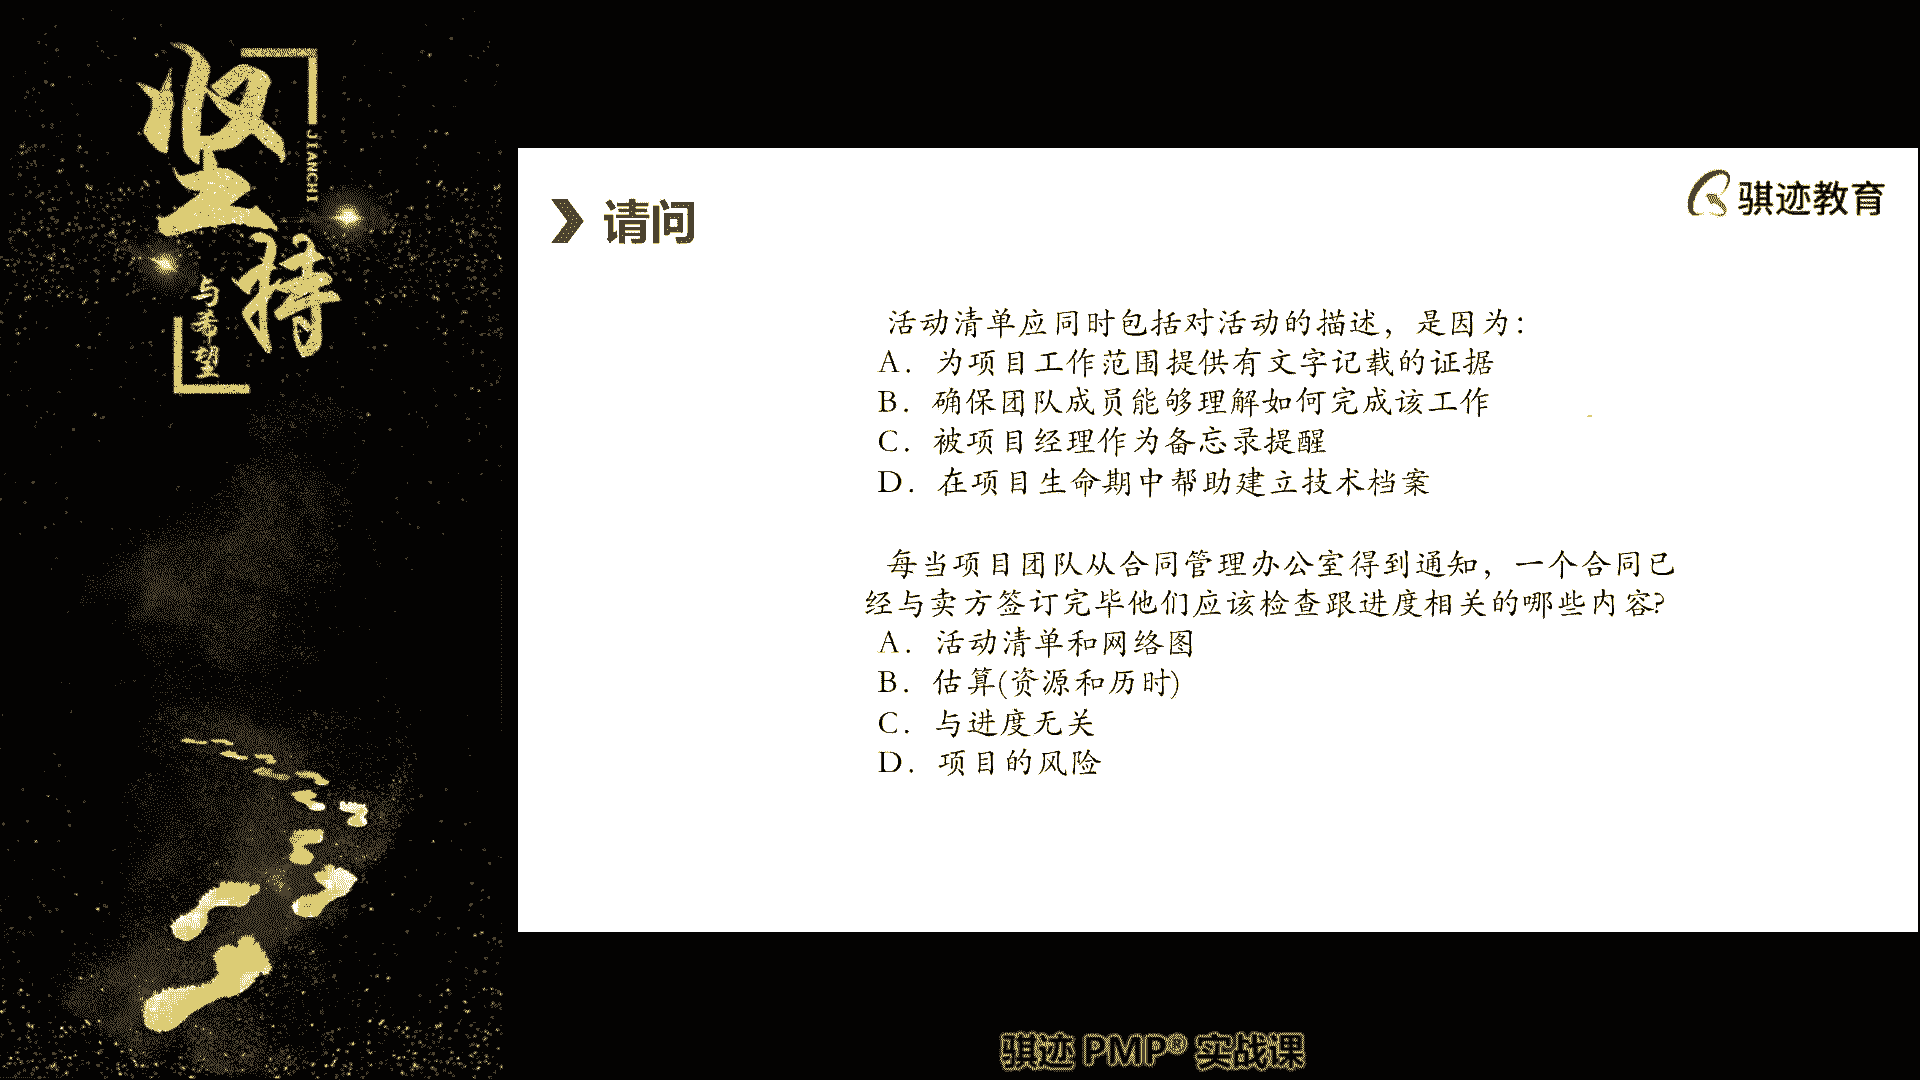 坚持
JIANCHI
与希望
骐迹教育
请问
活动清单应同时包括对活动的描述，是因为：
A．为项目工作范围提供有文字记载的证据
B．确保团队成员能够理解如何完成该工作
C．被项目经理作为备忘录提醒
D．在项目生命期中帮助建立技术档案
每当项目团队从合同管理办公室得到通知，一个合同已
经与卖方签订完毕他们应该检查跟进度相关的哪些内容?
A．活动清单和网络图
B．估算(资源和历时)
C．与进度无关
D．项目的风险
骐迹 PMP® 实战课